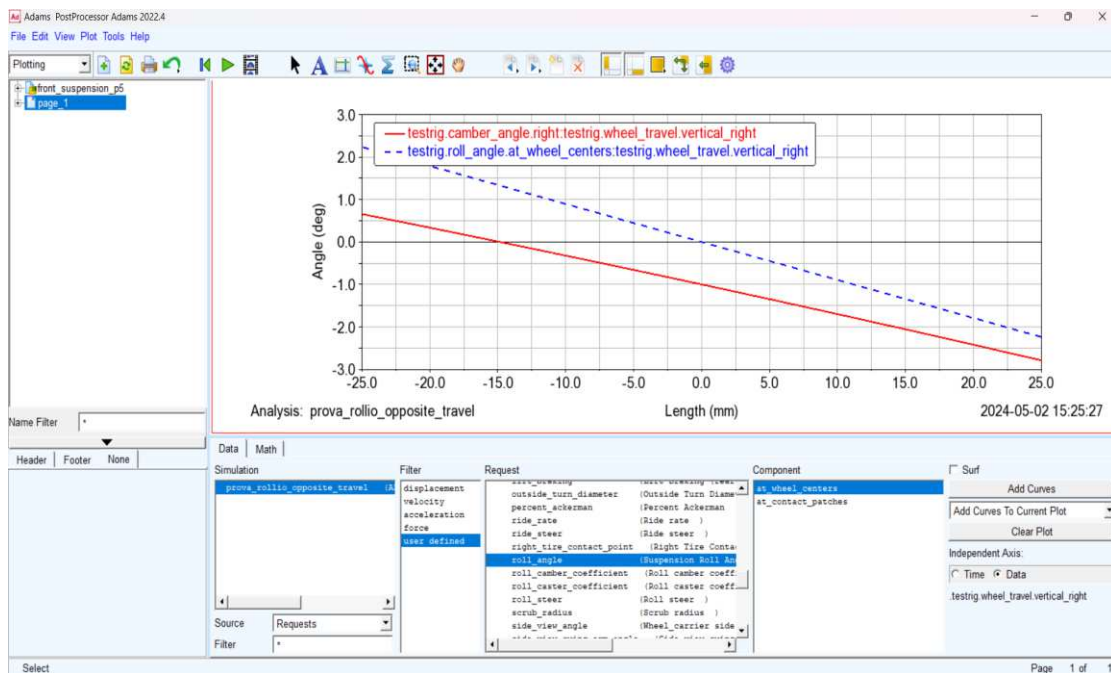 Adams PostProcessor Adams 2022.4
File Edit View Plot Tools Help
Plotting
front_suspension_p5
page_1
3.0
2.0
1.0
0.0
-1.0
-2.0
-3.0
Angle (deg)
testrig.camber_angle.right:testrig.wheel_travel.vertical_right
testrig.roll_angle.at_wheel_centers:testrig.wheel_travel.vertical_right
-25.0 -20.0 -15.0 -10.0 -5.0 0.0 5.0 10.0 15.0 20.0 25.0
Analysis: prova_rollio_opposite_travel Length (mm) 2024-05-02 15:25:27
Name Filter *
Header Footer None
Data Math
Simulation Filter Request Component Surf
prova_rollio_opposite_travel
displacement
velocity
acceleration
force
user defined
outside_turn_diameter (Outside Turn Diame
percent_ackerman (Percent Ackerman
ride_rate (Ride rate )
ride_steer (Ride steer )
right_tire_contact_point (Right Tire Conta
roll_angle (Suspension Roll An
roll_camber_coefficient (Roll camber coeff
roll_caster_coefficient (Roll caster coeff
roll_steer (Roll steer )
scrub_radius (Scrub radius )
side_view_angle (Wheel_carrier side
at_wheel_centers
at_contact_patches
Add Curves
Add Curves To Current Plot
Clear Plot
Independent Axis:
Time Data
.testrig.wheel_travel.vertical_right
Source Requests
Filter *
Select Page 1 of 1